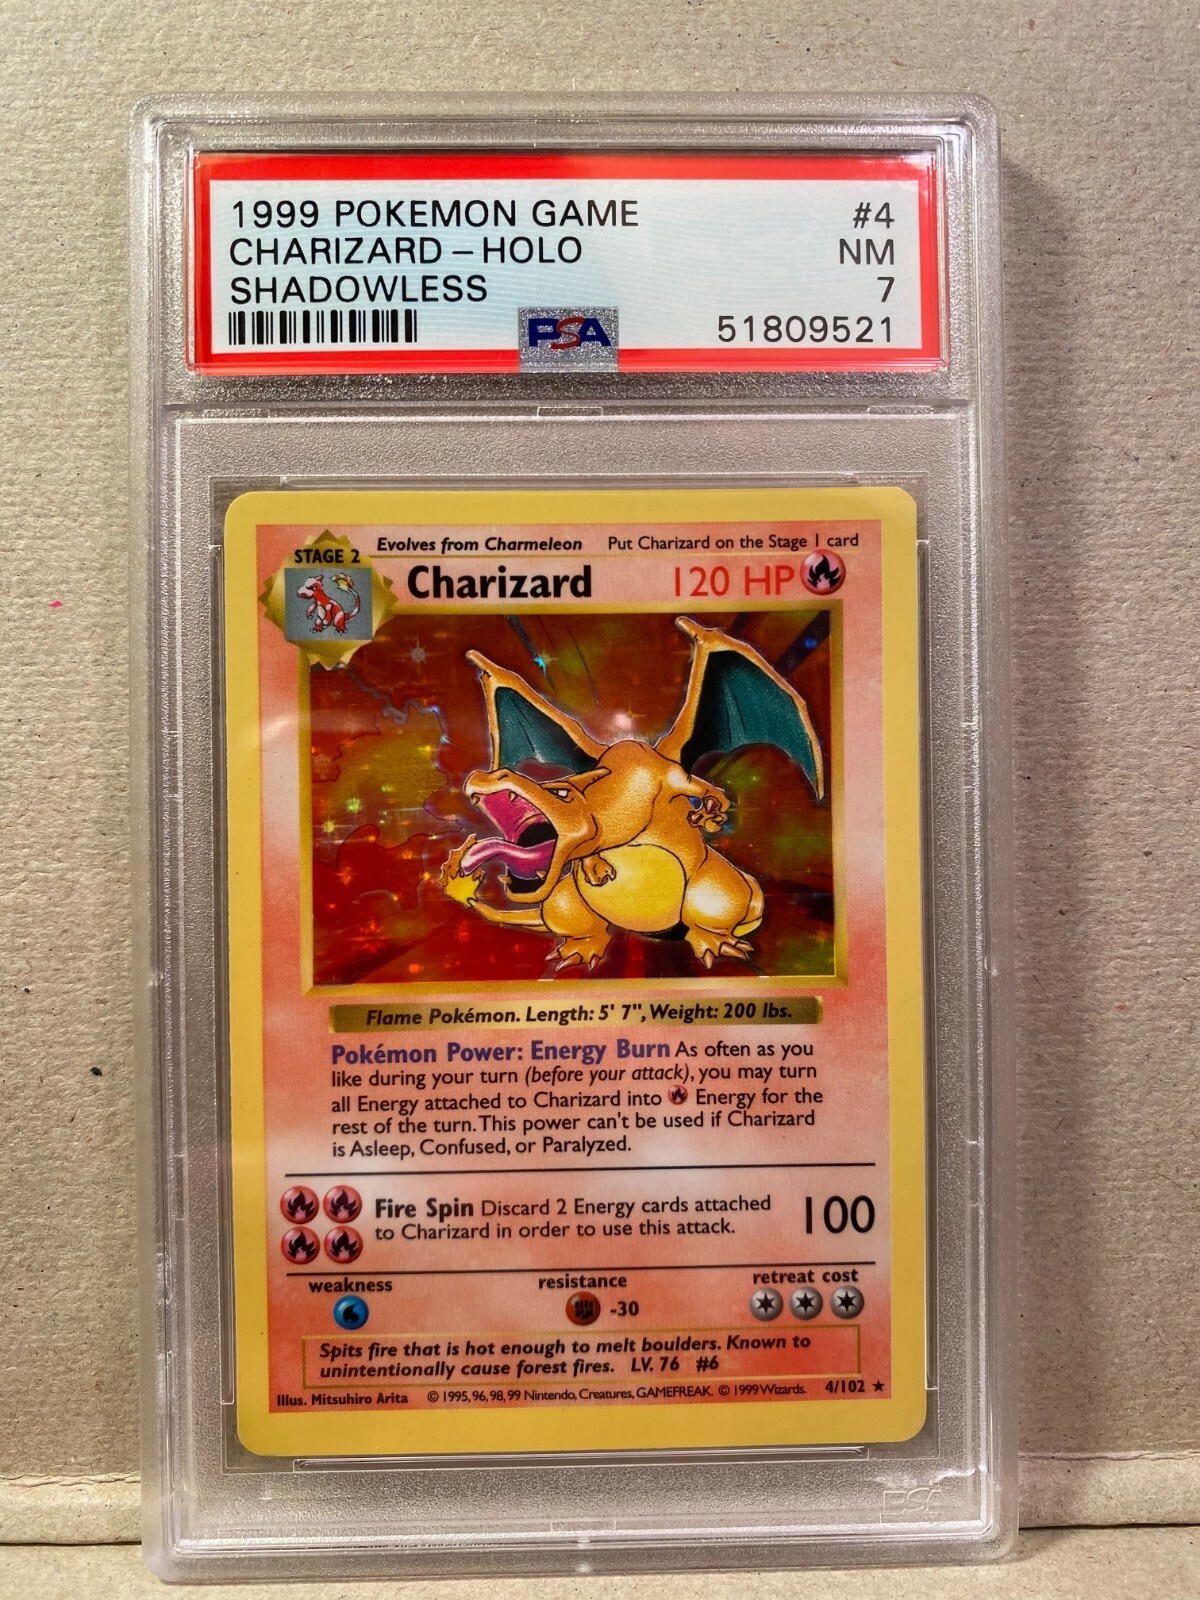 1999 POKEMON GAME #4
CHARIZARD – HOLO NM
SHADOWLESS 7
PSA 51809521
Evolves from Charmeleon Put Charizard on the Stage 1 card
STAGE 2
Charizard 120 HP
Flame Pokémon. Length: 5' 7", Weight: 200 lbs.
Pokémon Power: Energy Burn As often as you
like during your turn (before your attack), you may turn
all Energy attached to Charizard into Energy for the
rest of the turn. This power can't be used if Charizard
is Asleep, Confused, or Paralyzed.
Fire Spin Discard 2 Energy cards attached
to Charizard in order to use this attack.
100
weakness resistance retreat cost
-30
Spits fire that is hot enough to melt boulders. Known to
unintentionally cause forest fires. LV. 76 #6
Illus. Mitsuhiro Arita © 1995, 96, 98, 99 Nintendo, Creatures, GAMEFREAK. © 1999 Wizards. 4/102 ★
PSA